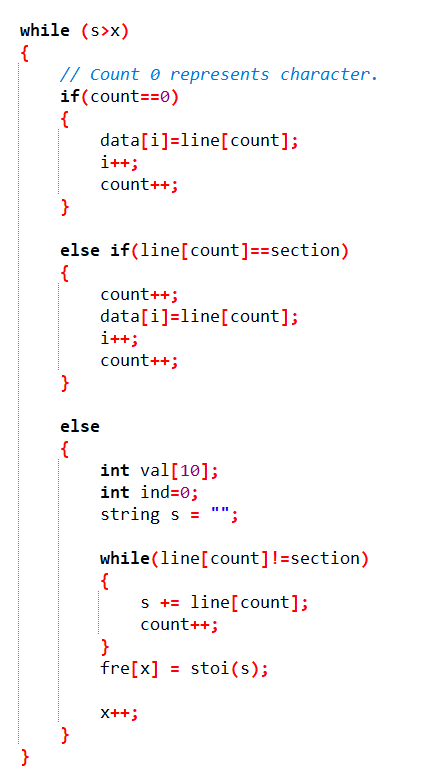 while (s>x)
{
// Count 0 represents character.
if(count==0)
{
data[i]=line[count];
i++;
count++;
}
else if(line[count]==section)
{
count++;
data[i]=line[count];
i++;
count++;
}
else
{
int val[10];
int ind=0;
string s = "";
while(line[count]!=section)
{
s += line[count];
count++;
}
fre[x] = stoi(s);
x++;
}
}